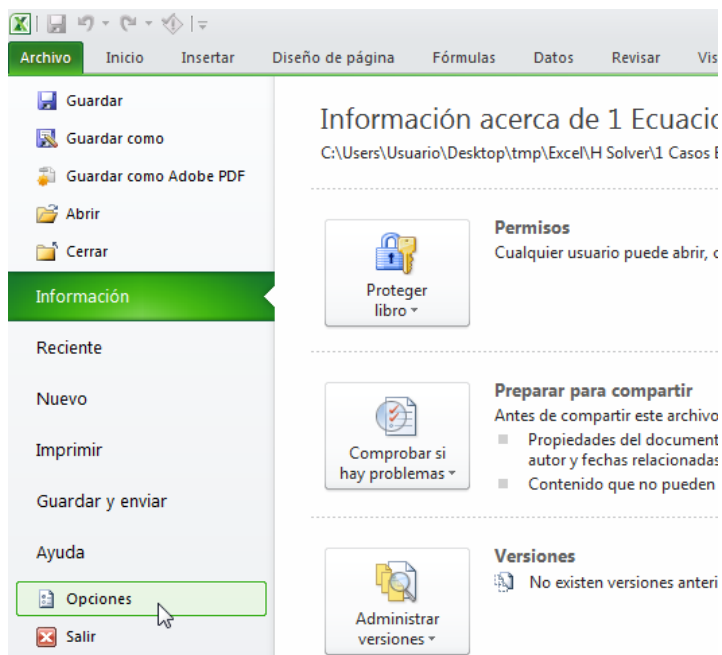 Archivo Inicio Insertar Diseño de página Fórmulas Datos Revisar Vis
Guardar
Guardar como
Guardar como Adobe PDF
Abrir
Cerrar
Información
Reciente
Nuevo
Imprimir
Guardar y enviar
Ayuda
Opciones
Salir
Información acerca de 1 Ecuacio
C:\Users\Usuario\Desktop\tmp\Excel\H Solver\1 Casos E
Proteger
libro
Permisos
Cualquier usuario puede abrir, c
Comprobar si
hay problemas
Preparar para compartir
Antes de compartir este archivo
Propiedades del document
autor y fechas relacionadas
Contenido que no pueden
Administrar
versiones
Versiones
No existen versiones anteri